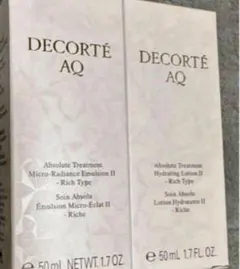 DECORTÉ
AQ
Absolute Treatment
Micro-Radiance Emulsion II
- Rich Type
Soin Absolu
Émulsion Micro-Éclat II
- Riche
e 50 mL NET WT. 1.7 OZ.
DECORTÉ
AQ
Absolute Treatment
Hydrating Lotion II
- Rich Type
Soin Absolu
Lotion Hydratante II
- Riche
e 50 mL 1.7 FL. OZ.